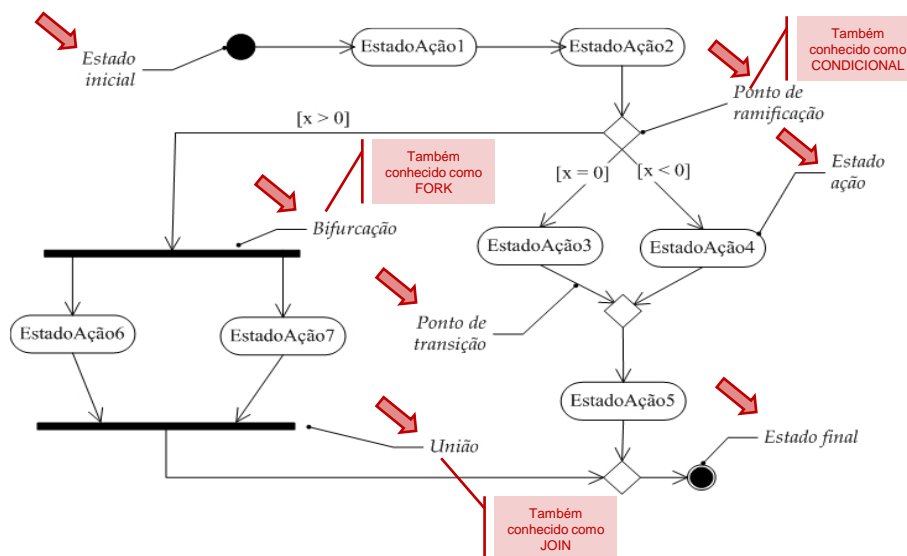 EstadoAção1
EstadoAção2
Também
conhecido como
CONDICIONAL
Estado
inicial
Ponto de
ramificação
[x > 0]
Também
conhecido como
FORK
[x = 0]
[x < 0]
Estado
ação
Bifurcação
EstadoAção3
EstadoAção4
EstadoAção6
EstadoAção7
Ponto de
transição
EstadoAção5
União
Estado final
Também
conhecido como
JOIN